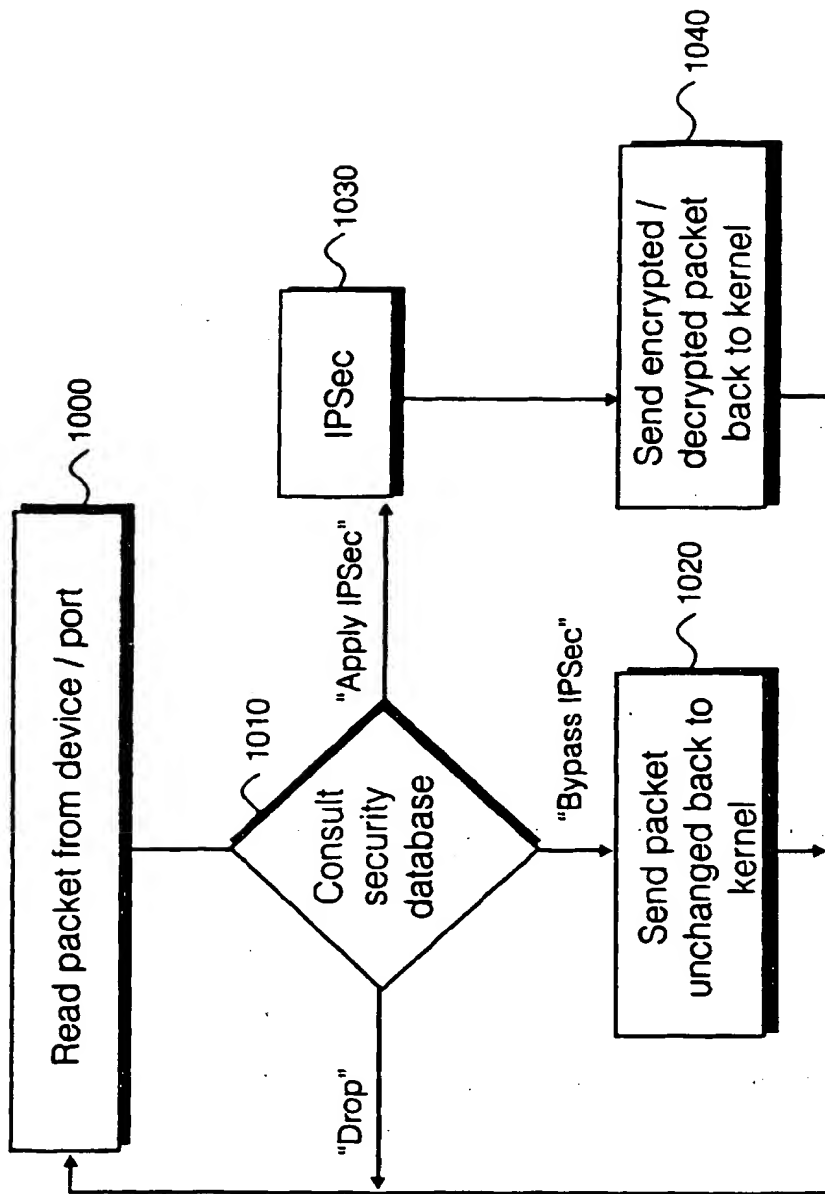 Read packet from device / port
1000
Consult
security
database
1010
"Drop"
"Apply IPSec"
"Bypass IPSec"
IPSec
1030
Send packet
unchanged back to
kernel
1020
Send encrypted /
decrypted packet
back to kernel
1040